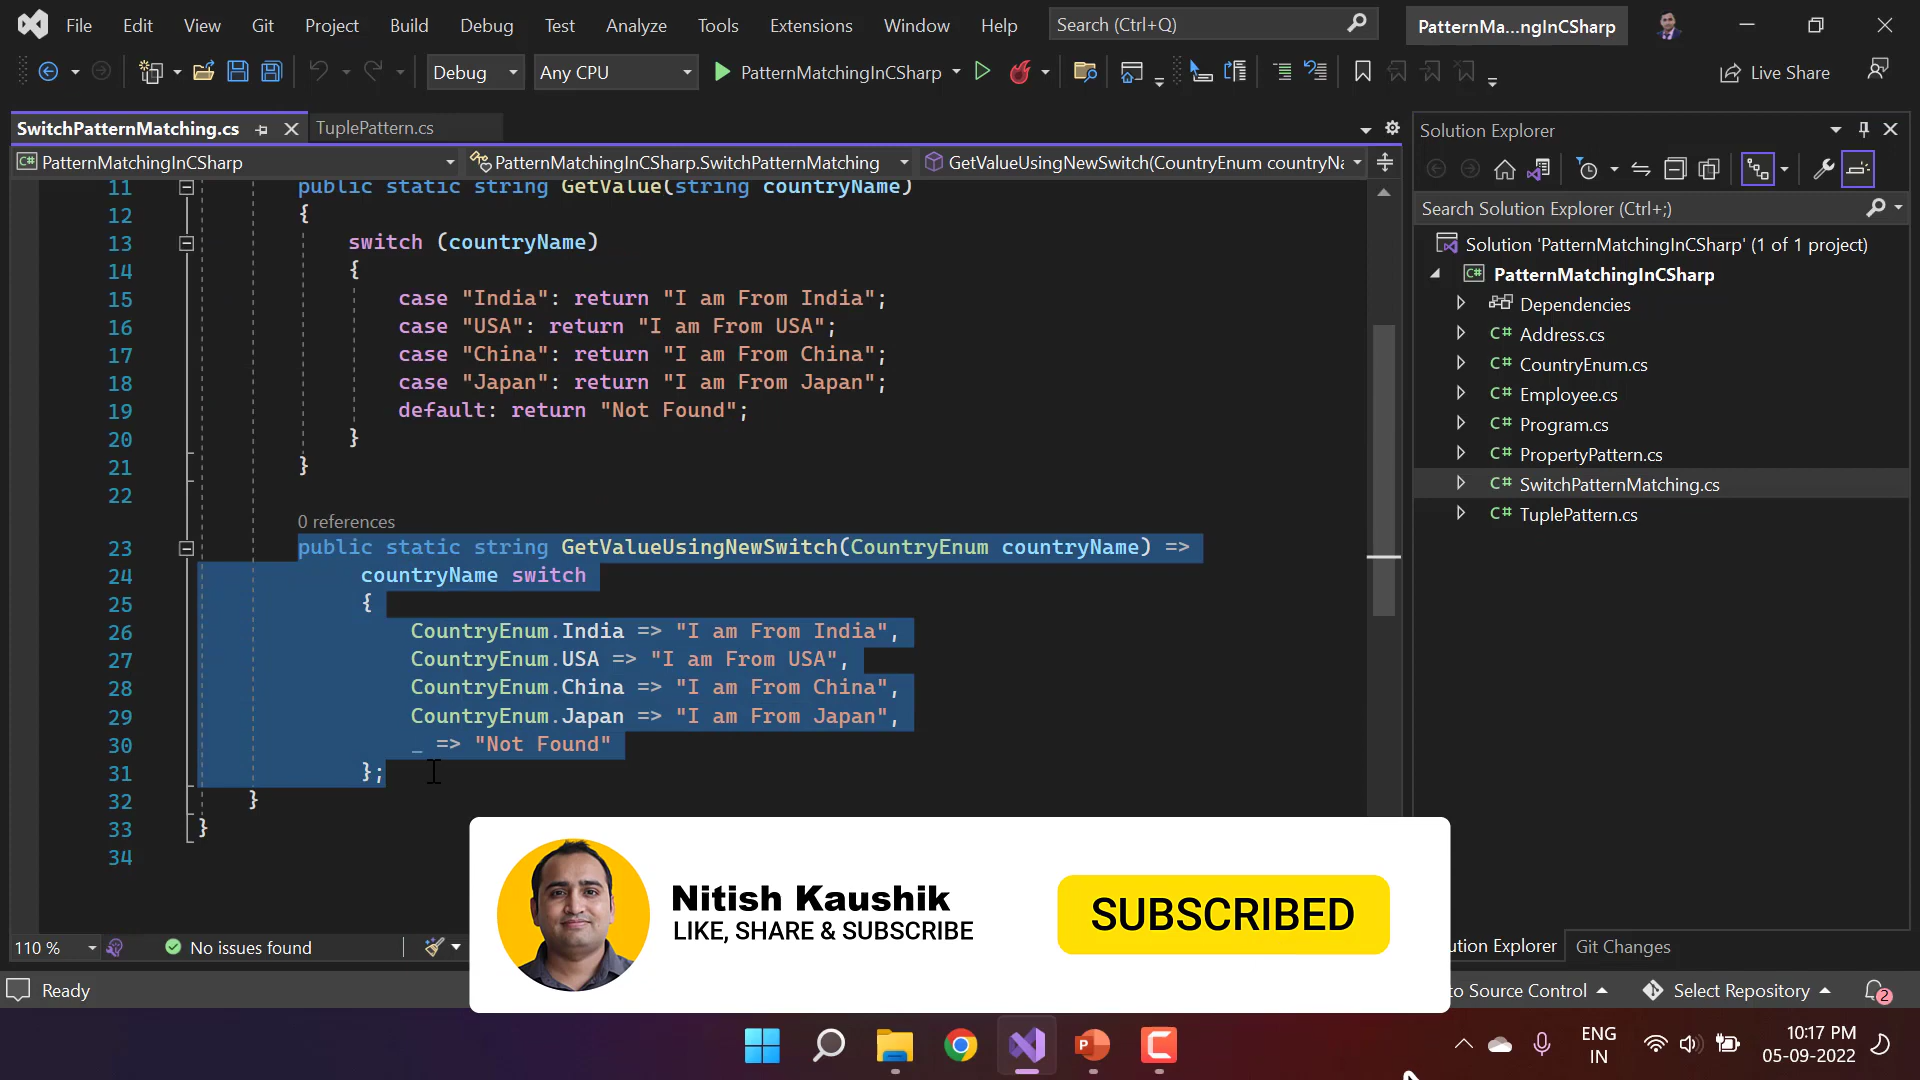 File Edit View Git Project Build Debug Test Analyze Tools Extensions Window Help Search (Ctrl+Q) PatternMa...ngInCSharp
Debug Any CPU PatternMatchingInCSharp Live Share
SwitchPatternMatching.cs TuplePattern.cs
PatternMatchingInCSharp PatternMatchingInCSharp.SwitchPatternMatching GetValueUsingNewSwitch(CountryEnum countryNa
11 public static string GetValue(string countryName)
12 {
13 switch (countryName)
14 {
15 case "India": return "I am From India";
16 case "USA": return "I am From USA";
17 case "China": return "I am From China";
18 case "Japan": return "I am From Japan";
19 default: return "Not Found";
20 }
21 }
22
0 references
23 public static string GetValueUsingNewSwitch(CountryEnum countryName) =>
24 countryName switch
25 {
26 CountryEnum.India => "I am From India",
27 CountryEnum.USA => "I am From USA",
28 CountryEnum.China => "I am From China",
29 CountryEnum.Japan => "I am From Japan",
30 _ => "Not Found"
31 };
32 }
33 }
34
110 % No issues found
Solution Explorer
Search Solution Explorer (Ctrl+;)
Solution 'PatternMatchingInCSharp' (1 of 1 project)
C# PatternMatchingInCSharp
Dependencies
C# Address.cs
C# CountryEnum.cs
C# Employee.cs
C# Program.cs
C# PropertyPattern.cs
C# SwitchPatternMatching.cs
C# TuplePattern.cs
ution Explorer Git Changes
Nitish Kaushik
LIKE, SHARE & SUBSCRIBE
SUBSCRIBED
Ready to Source Control Select Repository 2
ENG
IN
10:17 PM
05-09-2022